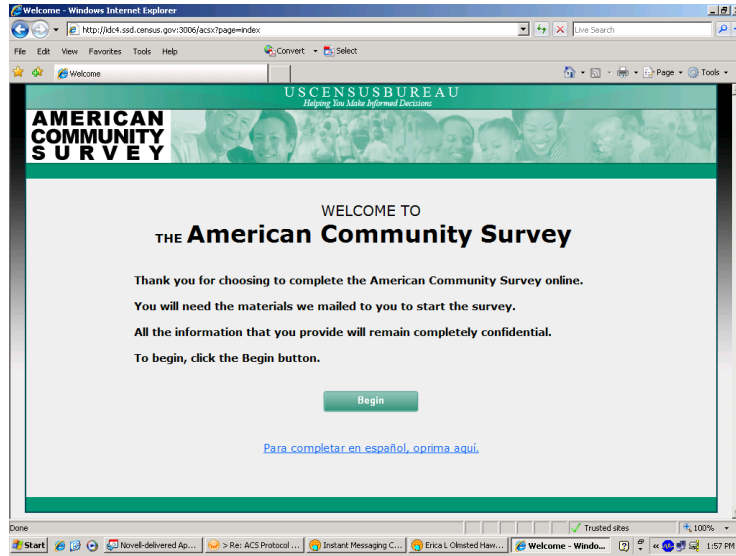 Welcome - Windows Internet Explorer
http://idc4.ssd.census.gov:3006/acsx?page=index
Live Search
File Edit View Favorites Tools Help
Convert Select
Welcome
Page Tools
USCENSUSBUREAU
Helping You Make Informed Decisions
AMERICAN
COMMUNITY
SURVEY
WELCOME TO
THE American Community Survey
Thank you for choosing to complete the American Community Survey online.
You will need the materials we mailed to you to start the survey.
All the information that you provide will remain completely confidential.
To begin, click the Begin button.
Begin
Para completar en español, oprima aquí.
Done
Trusted sites
100%
Start
Novell-delivered Ap...
> Re: ACS Protocol ...
Instant Messaging C...
Erica L Olmsted Haw...
Welcome - Windo...
1:57 PM